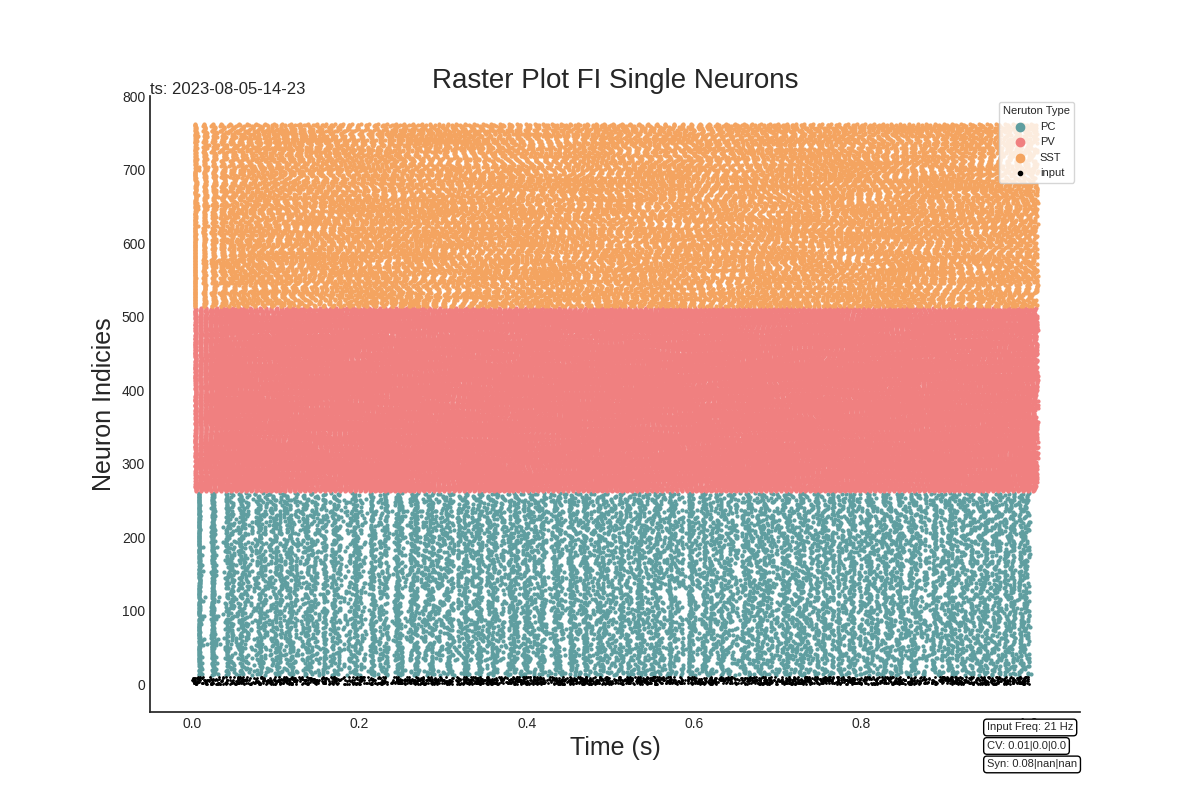 Raster Plot FI Single Neurons
ts: 2023-08-05-14-23
Neruton Type
PC
PV
SST
input
Neuron Indicies
800
700
600
500
400
300
200
100
0
0.0
0.2
0.4
0.6
0.8
Time (s)
Input Freq: 21 Hz
CV: 0.01|0.0|0.0
Syn: 0.08|nan|nan